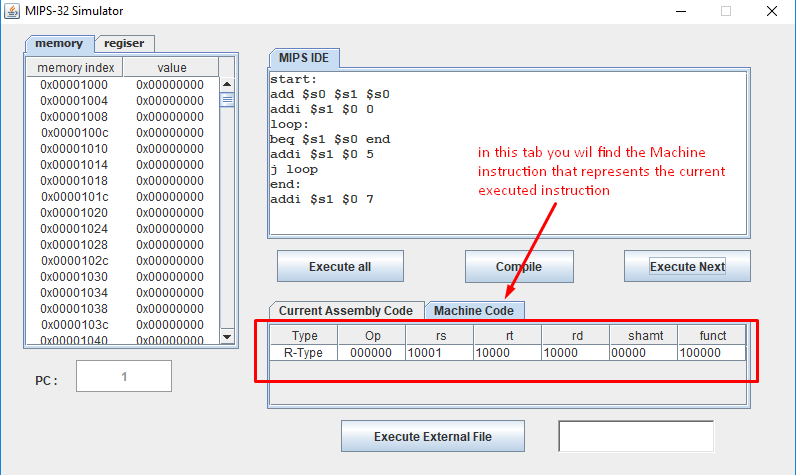 MIPS-32 Simulator
memory regiser
memory index value
0x00001000 0x00000000
0x00001004 0x00000000
0x00001008 0x00000000
0x0000100c 0x00000000
0x00001010 0x00000000
0x00001014 0x00000000
0x00001018 0x00000000
0x0000101c 0x00000000
0x00001020 0x00000000
0x00001024 0x00000000
0x00001028 0x00000000
0x0000102c 0x00000000
0x00001030 0x00000000
0x00001034 0x00000000
0x00001038 0x00000000
0x0000103c 0x00000000
0x00001040 0x00000000
PC : 1
MIPS IDE
start:
add $s0 $s1 $s0
addi $s1 $0 0
loop:
beq $s1 $s0 end
addi $s1 $0 5
j loop
end:
addi $s1 $0 7
in this tab you wil find the Machine
instruction that represents the current
executed instruction
Execute all Compile Execute Next
Current Assembly Code Machine Code
Type Op rs rt rd shamt funct
R-Type 000000 10001 10000 10000 00000 100000
Execute External File